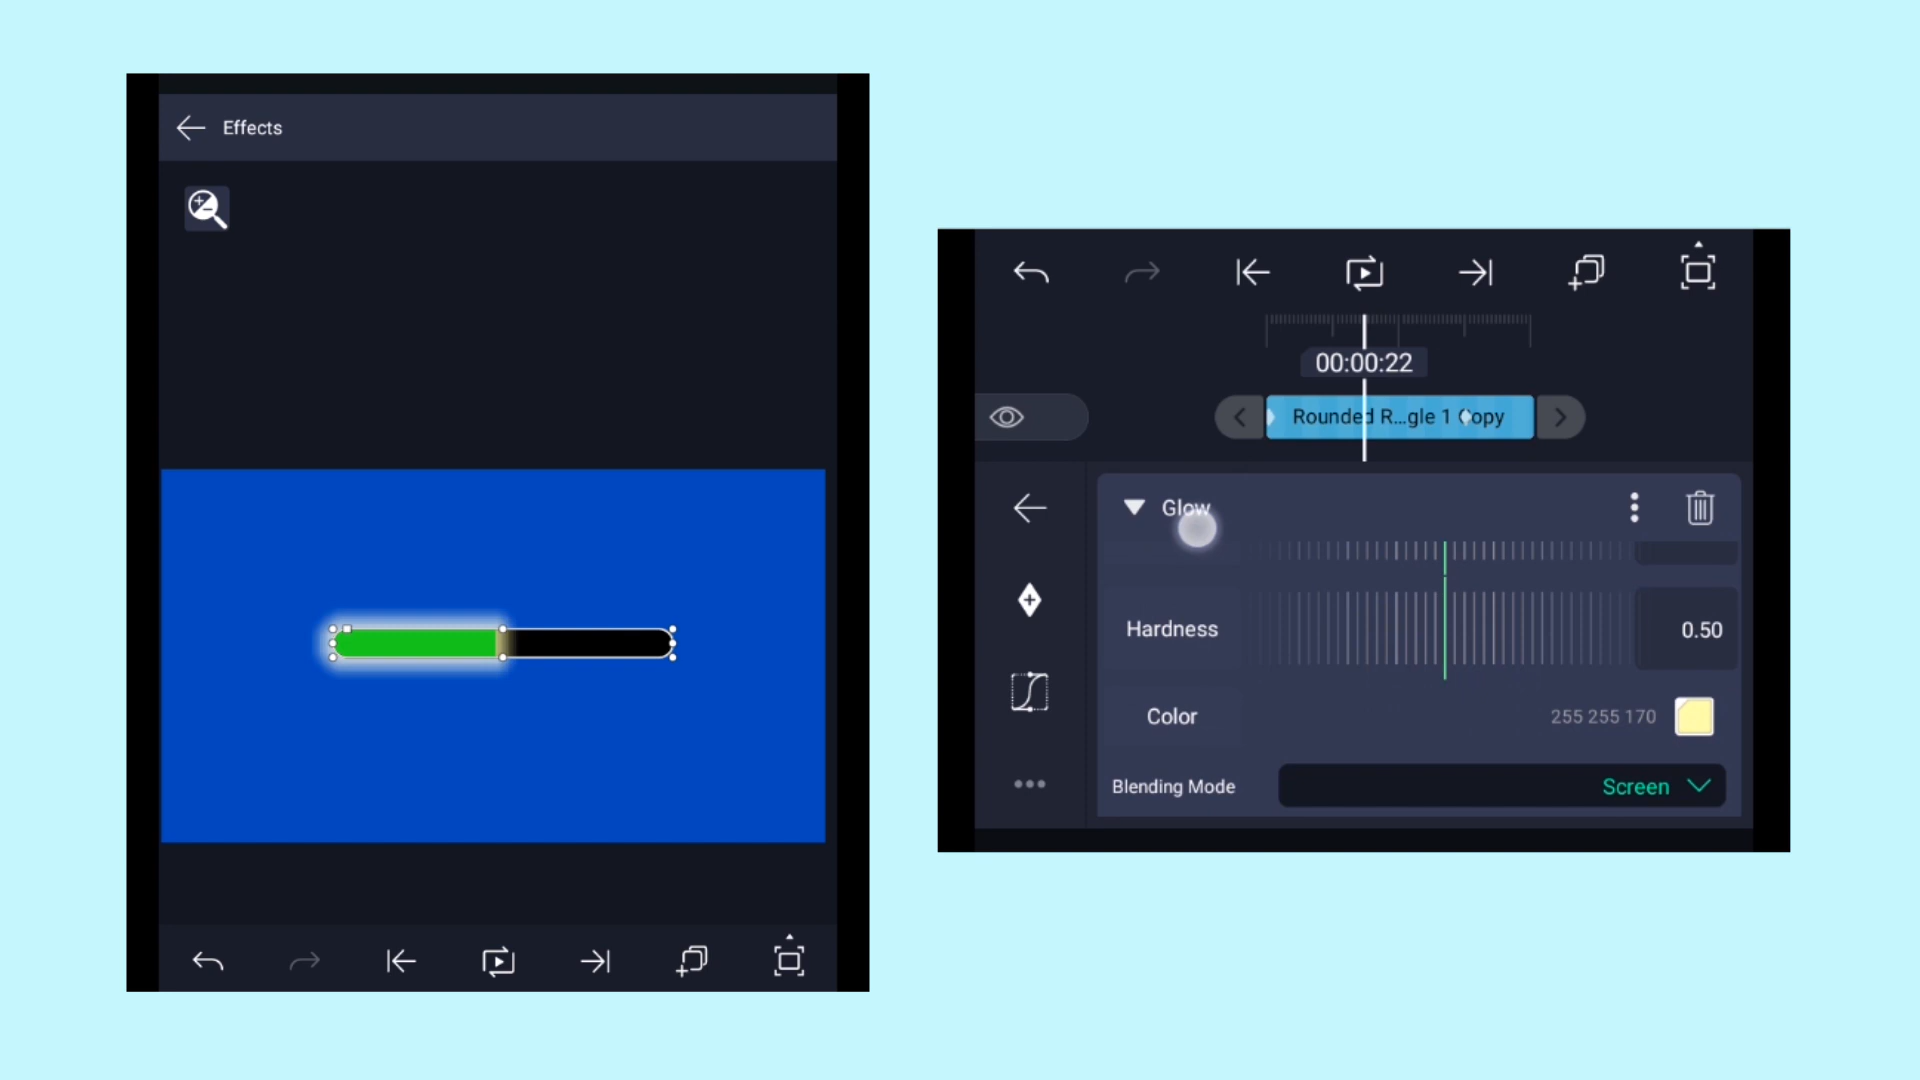 Effects
00:00:22
Rounded R...gle 1 Copy
Glow
Hardness
0.50
Color
255 255 170
Blending Mode
Screen